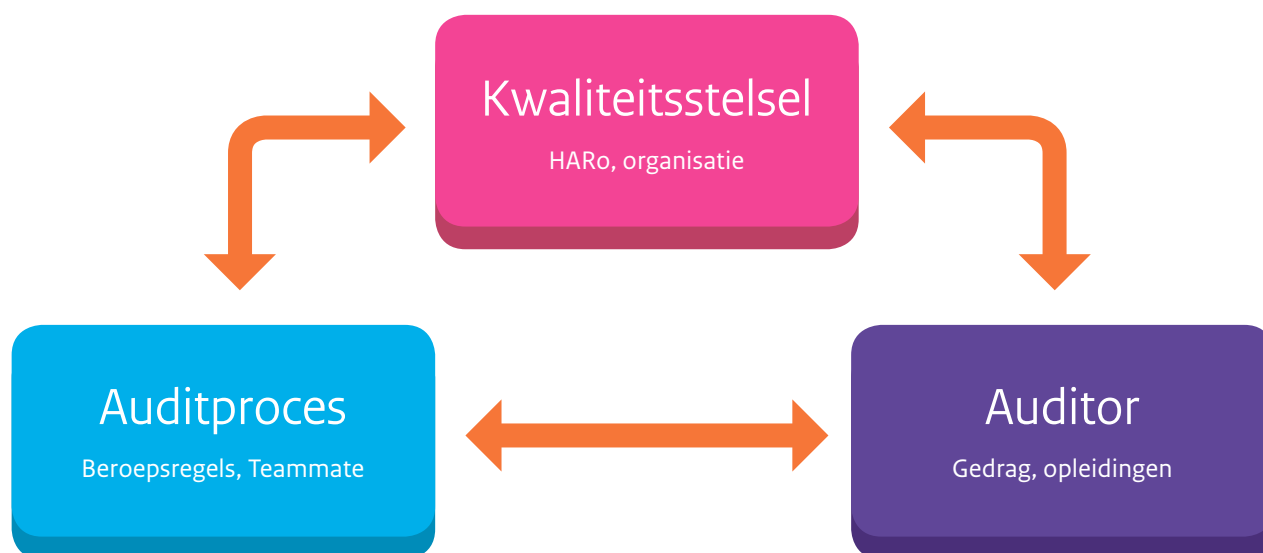 Kwaliteitsstelsel
HARo, organisatie
Auditproces
Beroepsregels, Teammate
Auditor
Gedrag, opleidingen